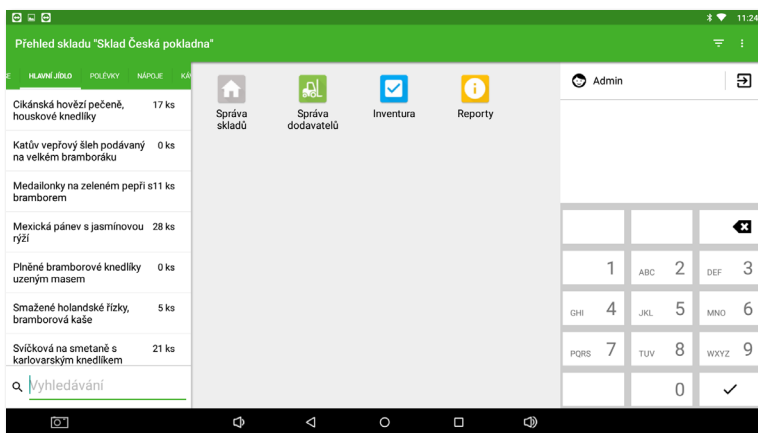 11:24
Přehled skladu "Sklad Česká pokladna"
HLAVNÍ JÍDLO POLÉVKY NÁPOJE
Cikánská hovězí pečeně, 17 ks
houskové knedlíky
Katův vepřový šleh podávaný 0 ks
na velkém bramboráku
Medailonky na zeleném pepři s 11 ks
bramborem
Mexická pánev s jasmínovou 28 ks
rýží
Plněné bramborové knedlíky 0 ks
uzeným masem
Smažené holandské řízky, 5 ks
bramborová kaše
Svíčková na smetaně s 21 ks
karlovarským knedlíkem
Vyhledávání
Správa
skladů
Správa
dodavatelů
Inventura
Reporty
Admin
1 ABC 2 DEF 3
GHI 4 JKL 5 MNO 6
PQRS 7 TUV 8 WXYZ 9
0